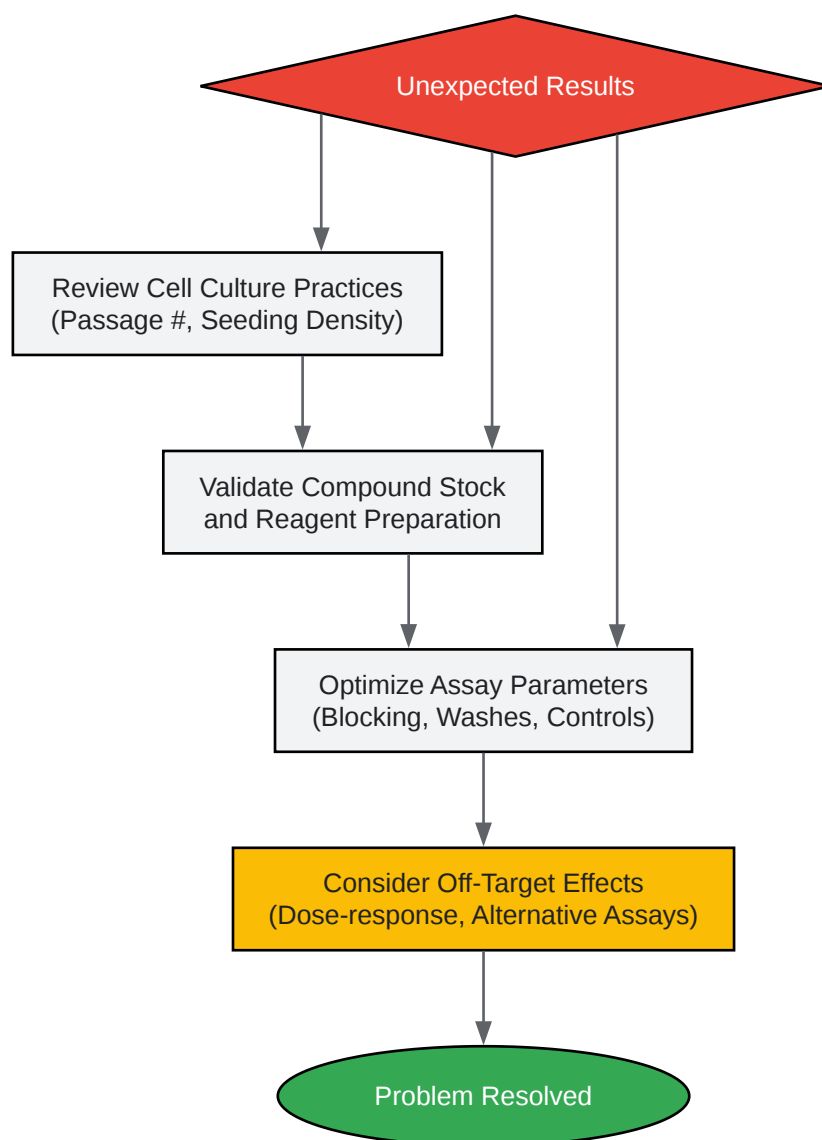 Unexpected Results
Review Cell Culture Practices
(Passage #, Seeding Density)
Validate Compound Stock
and Reagent Preparation
Optimize Assay Parameters
(Blocking, Washes, Controls)
Consider Off-Target Effects
(Dose-response, Alternative Assays)
Problem Resolved